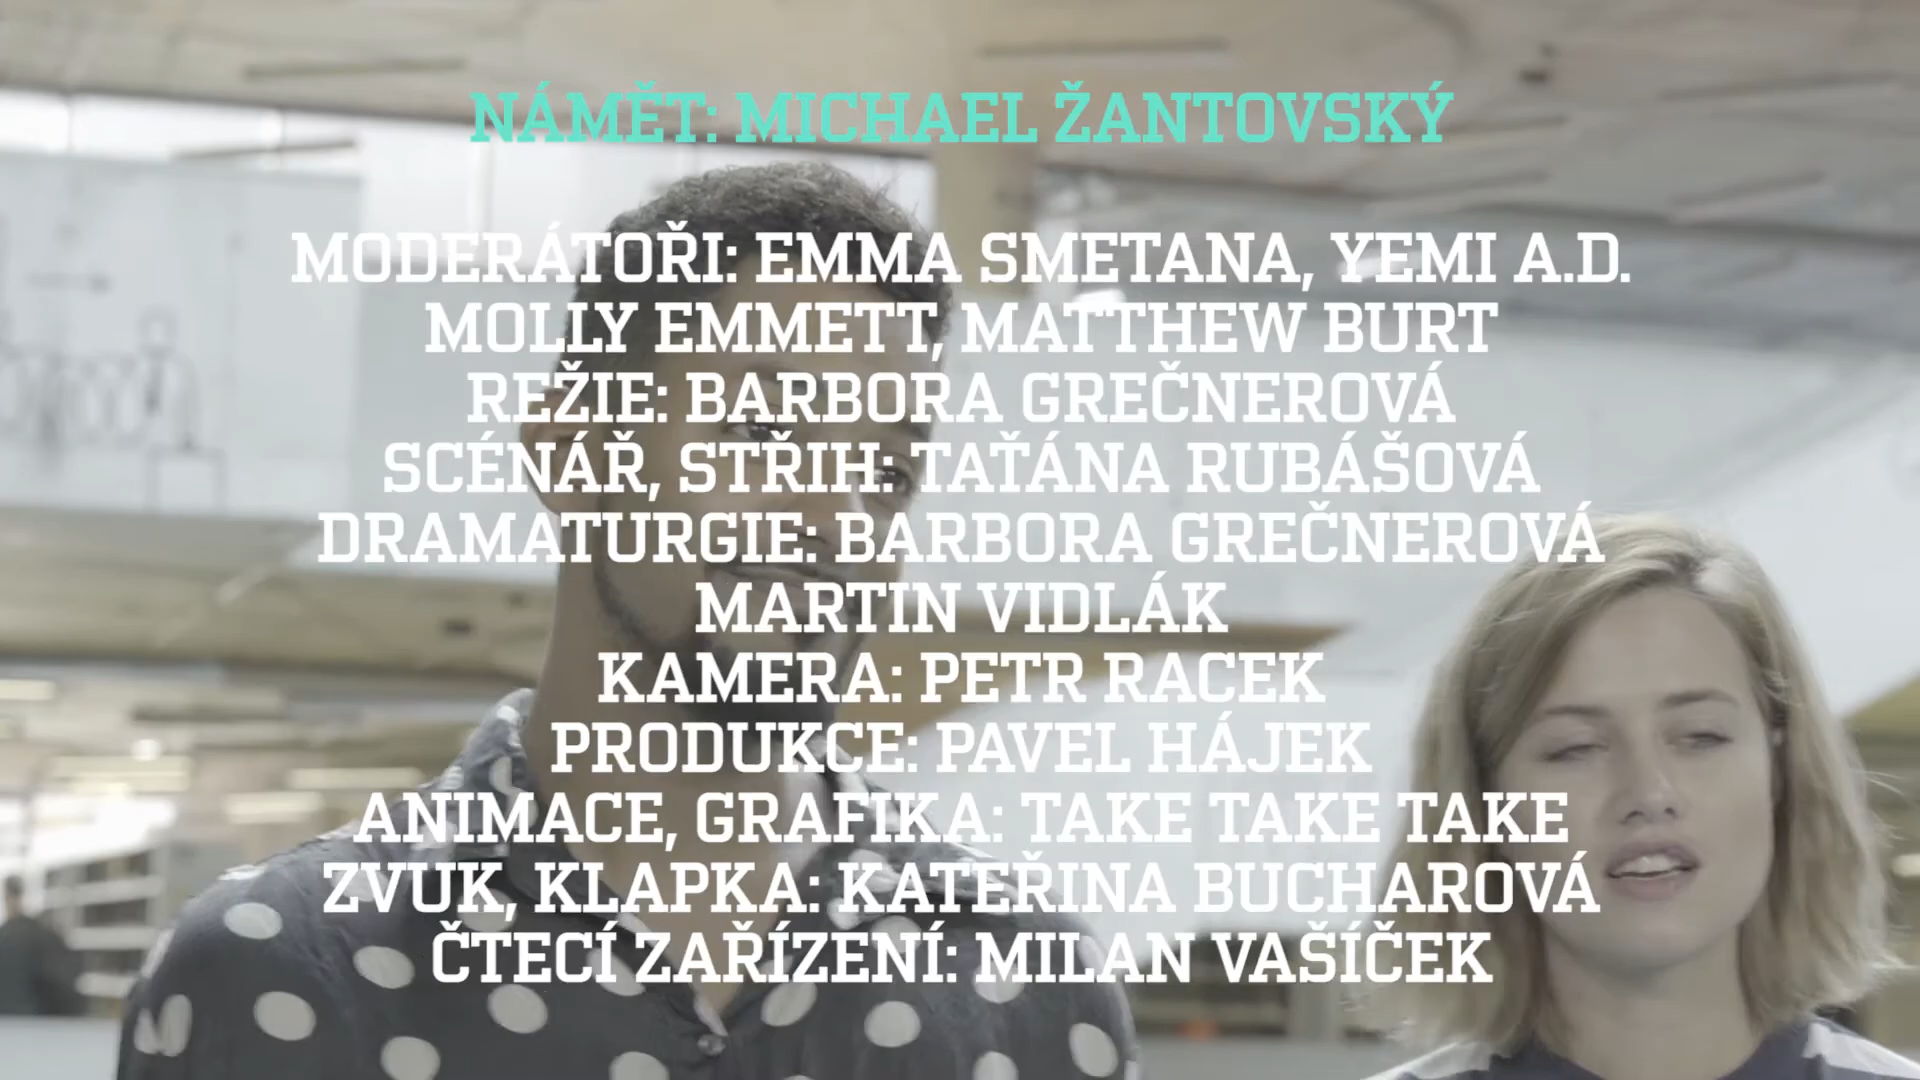 NÁMĚT: MICHAEL ŽANTOVSKÝ
MODERÁTOŘI: EMMA SMETANA, YEMI A.D.
MOLLY EMMETT, MATTHEW BURT
REŽIE: BARBORA GREČNEROVÁ
SCÉNÁŘ, STŘIH: TAŤÁNA RUBÁŠOVÁ
DRAMATURGIE: BARBORA GREČNEROVÁ
MARTIN VIDLÁK
KAMERA: PETR RACEK
PRODUKCE: PAVEL HÁJEK
ANIMACE, GRAFIKA: TAKE TAKE TAKE
ZVUK, KLAPKA: KATEŘINA BUCHAROVÁ
ČTECÍ ZAŘÍZENÍ: MILAN VAŠÍČEK